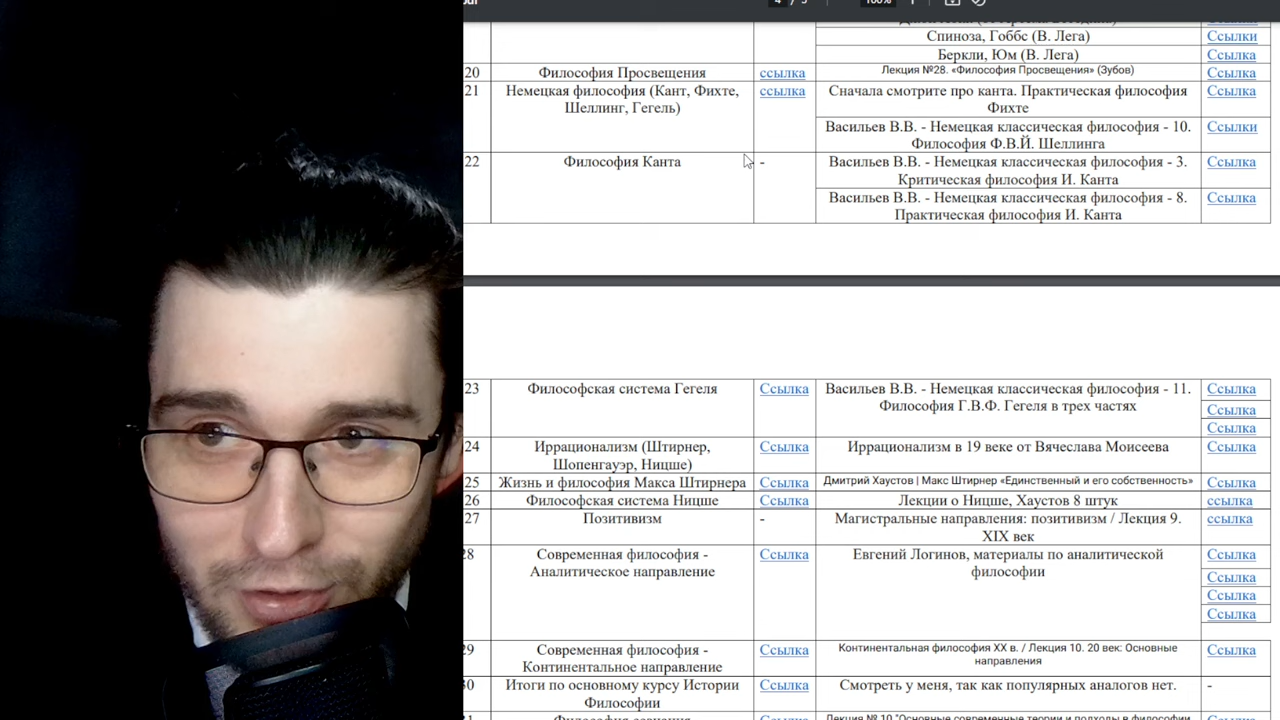 4 / 5
100%
Спиноза, Гоббс (В. Лега)
Ссылки
Беркли, Юм (В. Лега)
Ссылка
20
Философия Просвещения
ссылка
Лекция №28. «Философия Просвещения» (Зубов)
Ссылка
21
Немецкая философия (Кант, Фихте,
Шеллинг, Гегель)
ссылка
Сначала смотрите про канта. Практическая философия
Фихте
Ссылка
Васильев В.В. - Немецкая классическая философия - 10.
Философия Ф.В.Й. Шеллинга
Ссылки
22
Философия Канта
-
Васильев В.В. - Немецкая классическая философия - 3.
Критическая философия И. Канта
Ссылка
Васильев В.В. - Немецкая классическая философия - 8.
Практическая философия И. Канта
Ссылка
23
Философская система Гегеля
Ссылка
Васильев В.В. - Немецкая классическая философия - 11.
Философия Г.В.Ф. Гегеля в трех частях
Ссылка
Ссылка
Ссылка
24
Иррационализм (Штирнер,
Шопенгауэр, Ницше)
Ссылка
Иррационализм в 19 веке от Вячеслава Моисеева
Ссылка
25
Жизнь и философия Макса Штирнера
Ссылка
Дмитрий Хаустов | Макс Штирнер «Единственный и его собственность»
Ссылка
26
Философская система Ницше
Ссылка
Лекции о Ницше, Хаустов 8 штук
ссылка
27
Позитивизм
-
Магистральные направления: позитивизм / Лекция 9.
XIX век
ссылка
28
Современная философия -
Аналитическое направление
Ссылка
Евгений Логинов, материалы по аналитической
философии
Ссылка
Ссылка
Ссылка
Ссылка
29
Современная философия -
Континентальное направление
Ссылка
Континентальная философия XX в. / Лекция 10. 20 век: Основные
направления
Ссылка
30
Итоги по основному курсу Истории
Философии
Ссылка
Смотреть у меня, так как популярных аналогов нет.
-